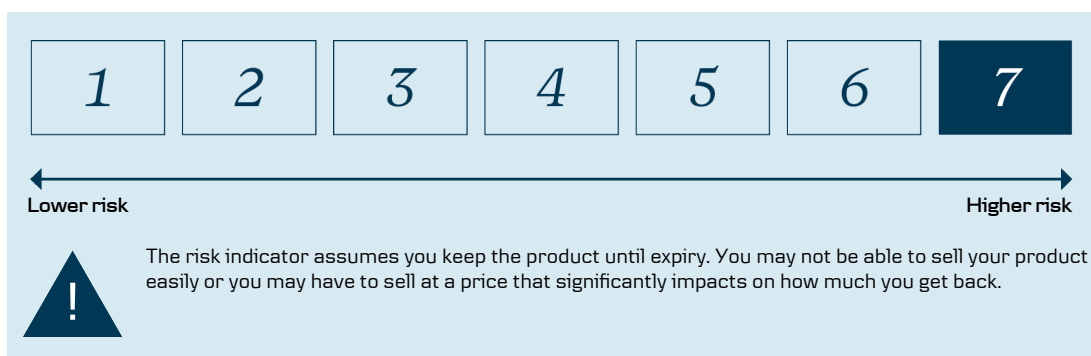 1 2 3 4 5 6 7
Lower risk Higher risk
The risk indicator assumes you keep the product until expiry. You may not be able to sell your product
easily or you may have to sell at a price that significantly impacts on how much you get back.
!